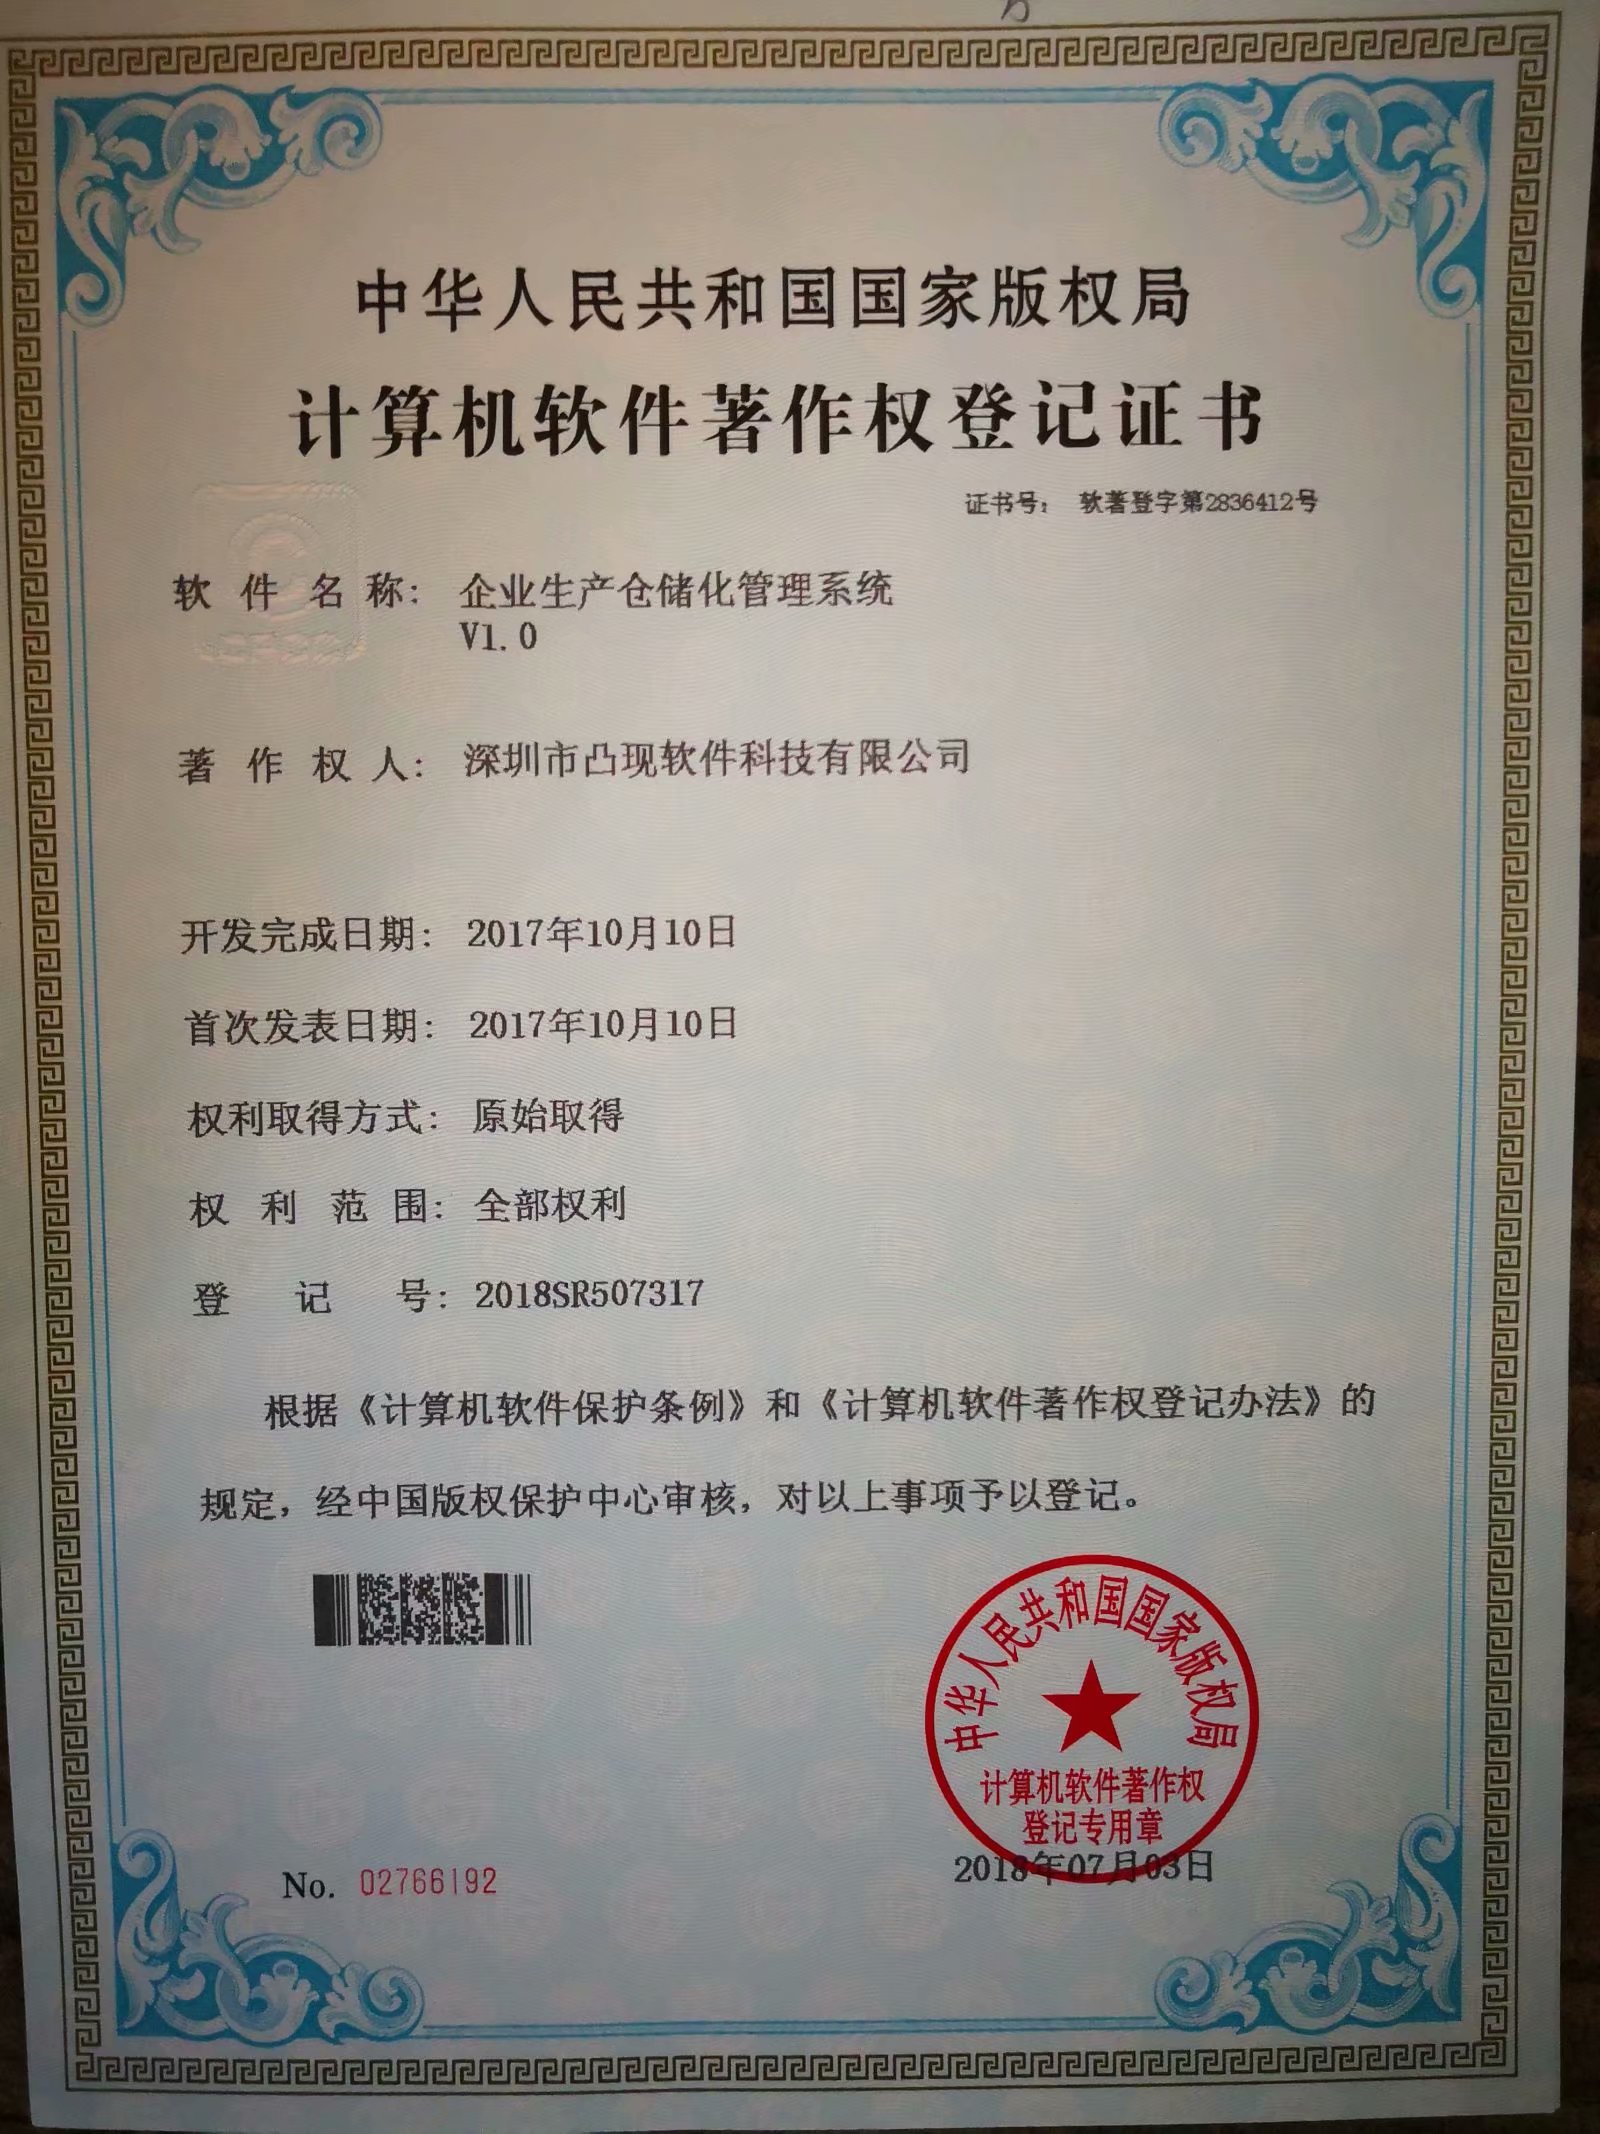 中华人民共和国国家版权局
计算机软件著作权登记证书
证书号： 软著登字第2836412号
软件名称： 企业生产仓储化管理系统
V1.0
著作权人： 深圳市凸现软件科技有限公司
开发完成日期： 2017年10月10日
首次发表日期： 2017年10月10日
权利取得方式： 原始取得
权利范围： 全部权利
登记号： 2018SR507317
根据《计算机软件保护条例》和《计算机软件著作权登记办法》的
规定，经中国版权保护中心审核，对以上事项予以登记。
中华人民共和国国家版权局
计算机软件著作权
登记专用章
2018年07月03日
No. 02766192